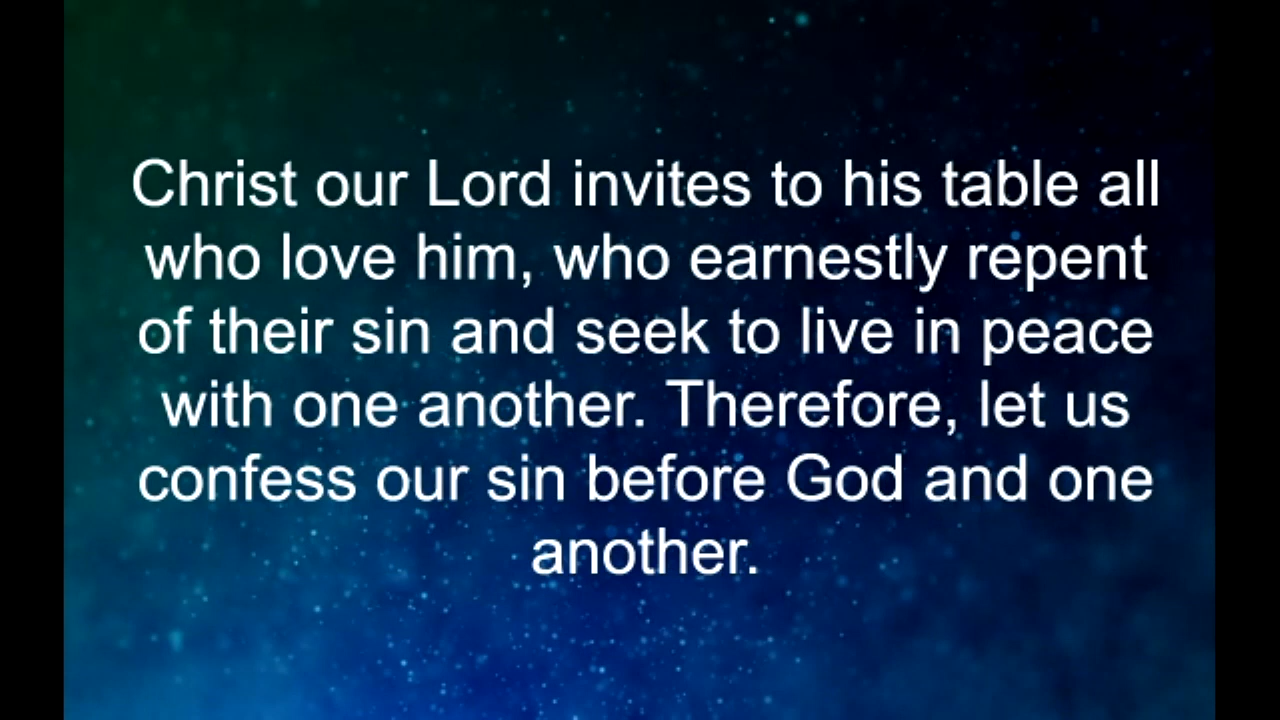 Christ our Lord invites to his table all
who love him, who earnestly repent
of their sin and seek to live in peace
with one another. Therefore, let us
confess our sin before God and one
another.